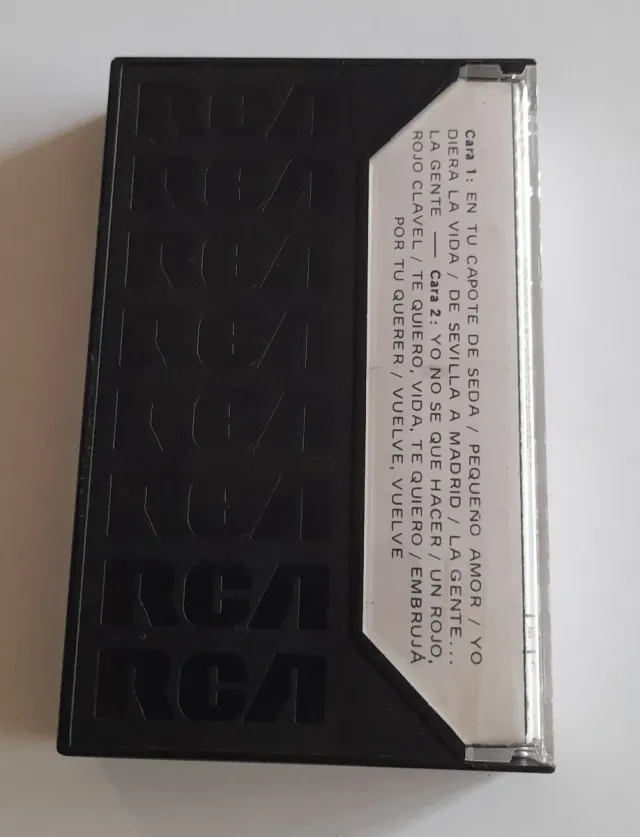 RCA
RCA
RCA
RCA
RCA
RCA
RCA
RCA
Cara 1: EN TU CAPOTE DE SEDA / PEQUEÑO AMOR / YO
DIERA LA VIDA / DE SEVILLA A MADRID / LA GENTE...
LA GENTE — Cara 2: YO NO SE QUE HACER / UN ROJO,
ROJO CLAVEL / TE QUIERO, VIDA, TE QUIERO / EMBRUJÁ
POR TU QUERER / VUELVE, VUELVE